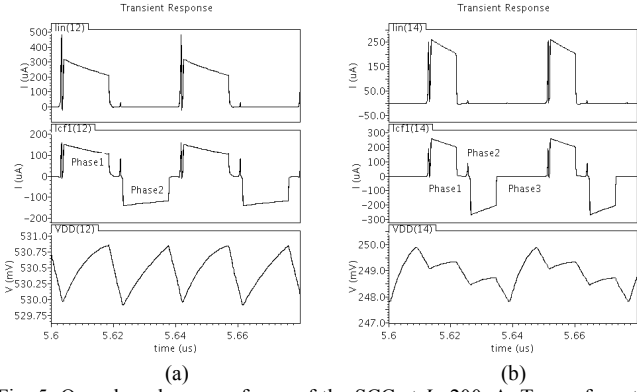 Transient Response
Iin(12)
I (uA)
500
400
300
200
100
0
Icf1(12)
I (uA)
200
100
0
-100
-200
Phase1
Phase2
VDD(12)
V (mV)
531.0
530.75
530.5
530.25
530.0
529.75
5.6
5.62
5.64
5.66
time (us)
(a)
Transient Response
Iin(14)
I (uA)
250
150
50.0
-50.0
Icf1(14)
I (uA)
300
200
100
0
-100
-200
-300
Phase2
Phase1
Phase3
VDD(14)
V (mV)
250.0
249.0
248.0
247.0
5.6
5.62
5.64
5.66
time (us)
(b)